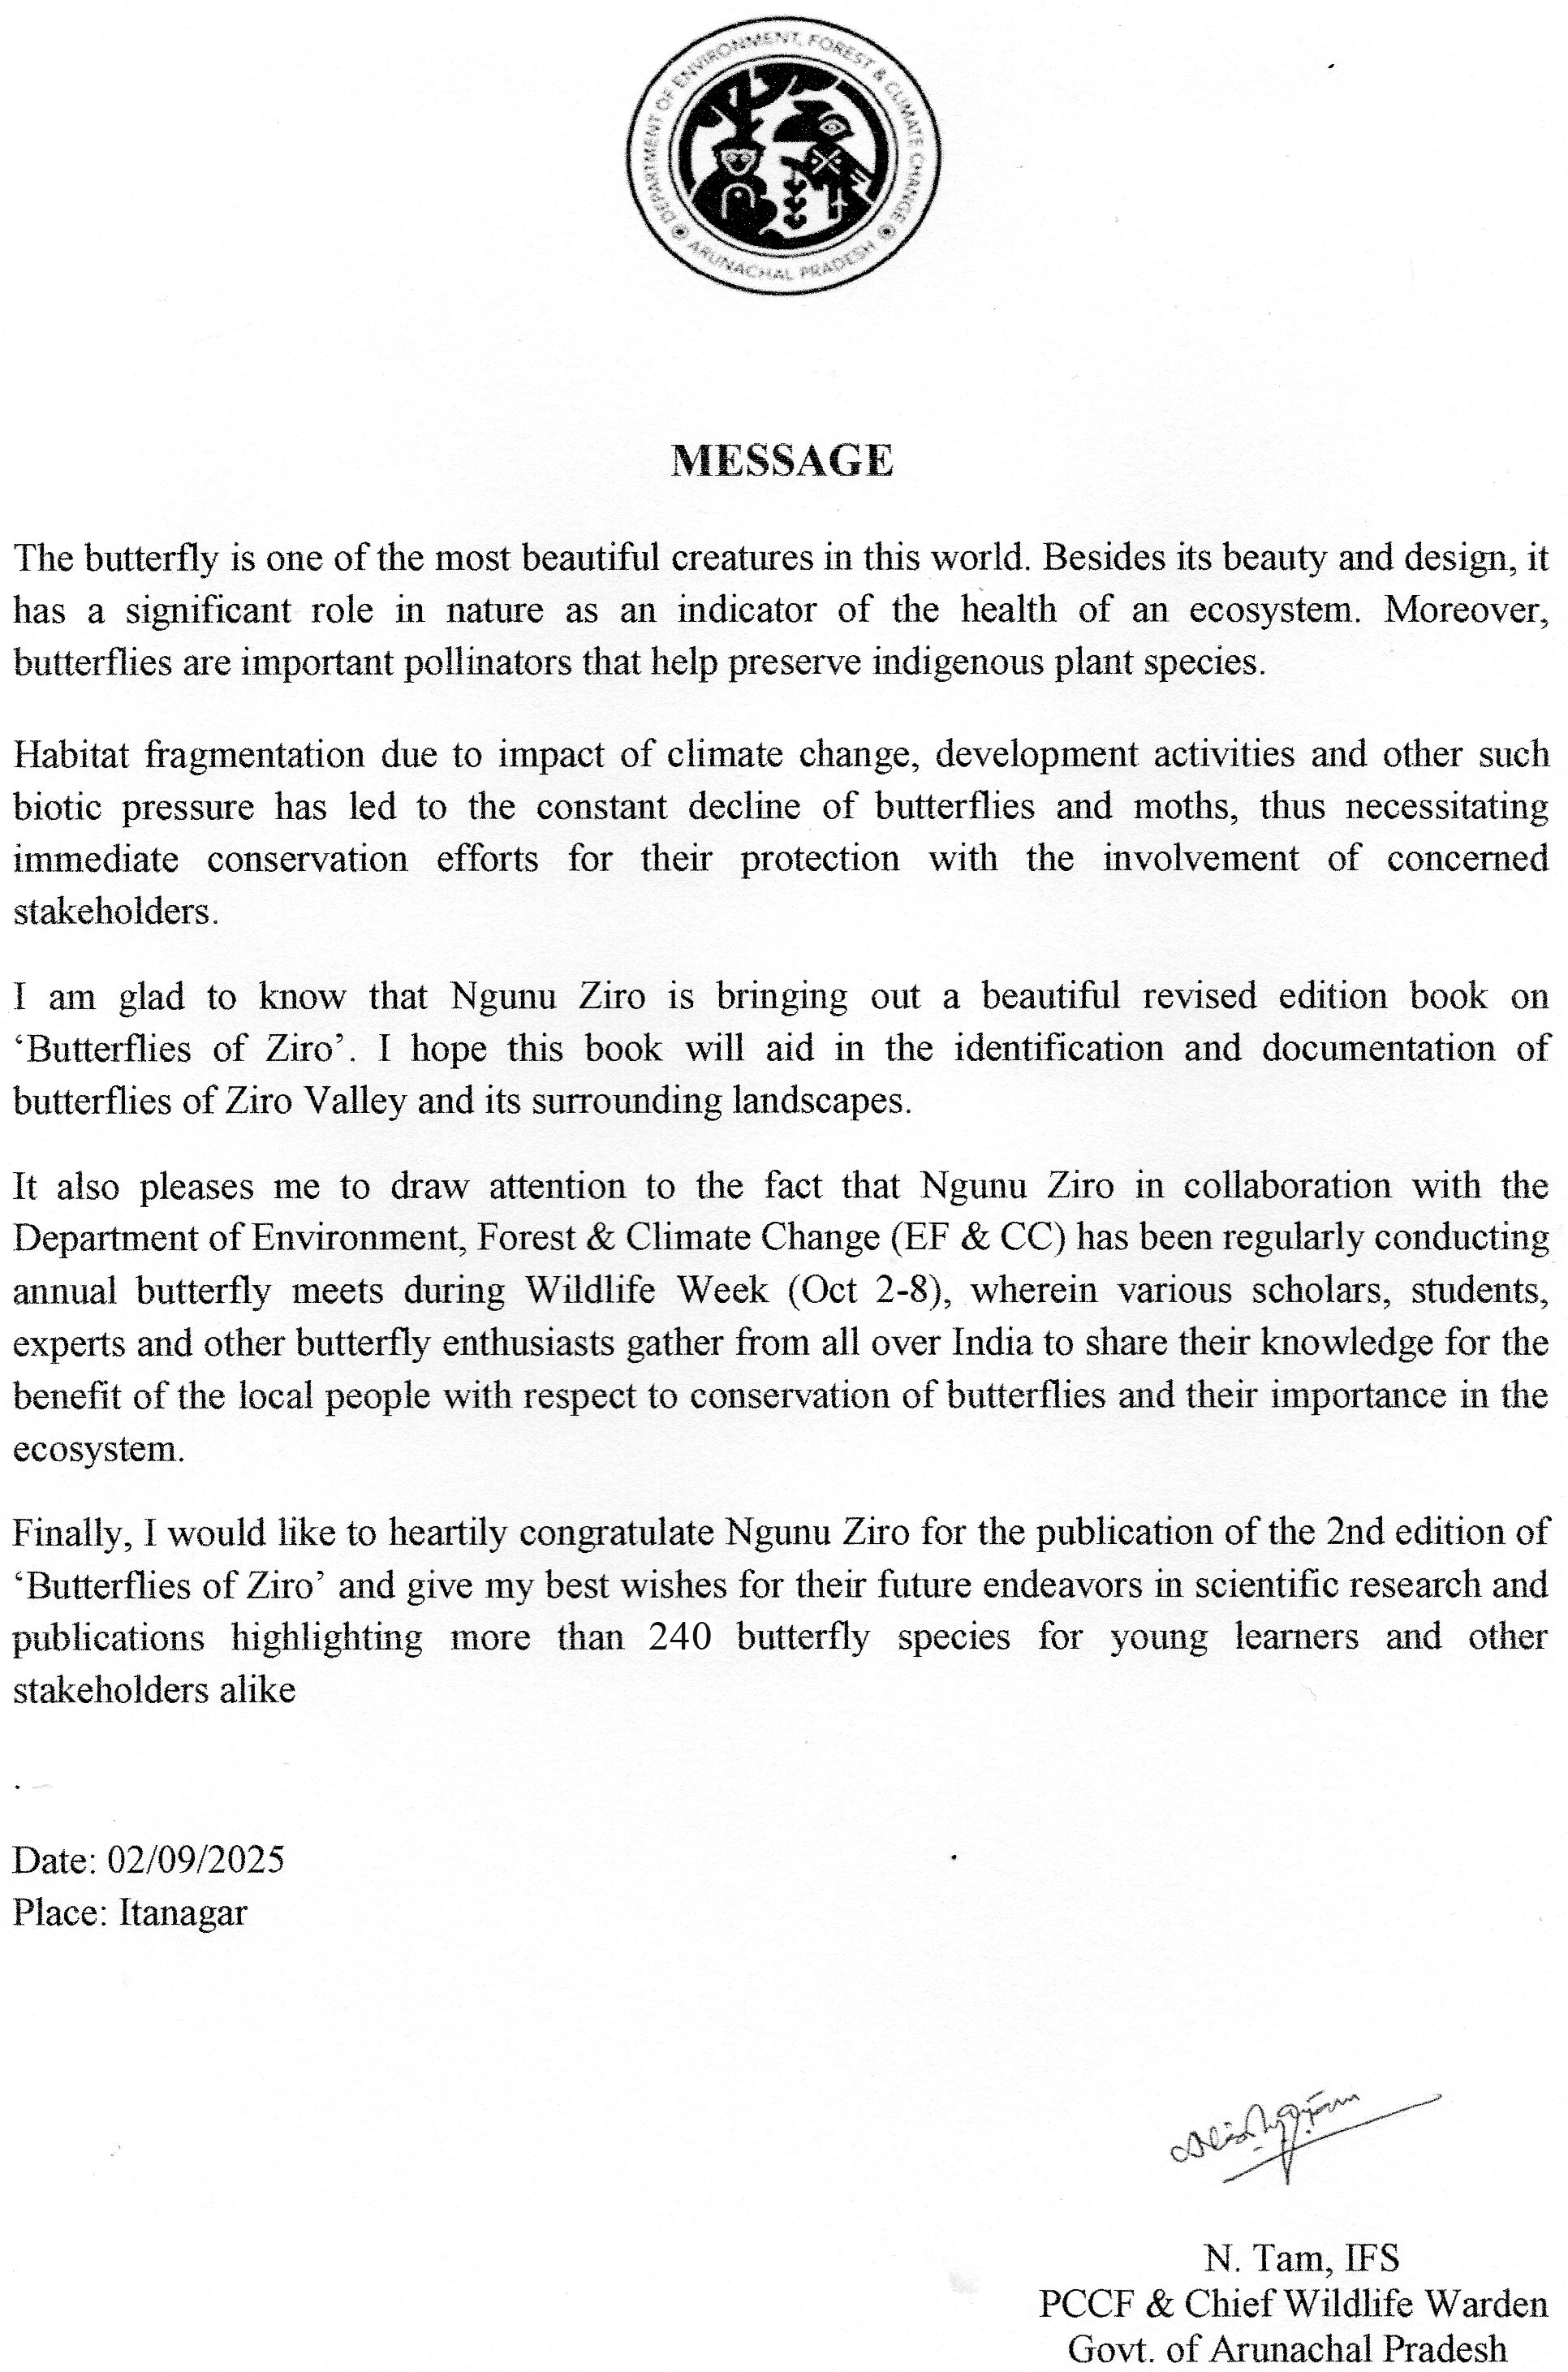 DEPARTMENT OF ENVIRONMENT, FOREST & CLIMATE CHANGE
ARUNACHAL PRADESH
MESSAGE
The butterfly is one of the most beautiful creatures in this world. Besides its beauty and design, it
has a significant role in nature as an indicator of the health of an ecosystem. Moreover,
butterflies are important pollinators that help preserve indigenous plant species.
Habitat fragmentation due to impact of climate change, development activities and other such
biotic pressure has led to the constant decline of butterflies and moths, thus necessitating
immediate conservation efforts for their protection with the involvement of concerned
stakeholders.
I am glad to know that Ngunu Ziro is bringing out a beautiful revised edition book on
‘Butterflies of Ziro’. I hope this book will aid in the identification and documentation of
butterflies of Ziro Valley and its surrounding landscapes.
It also pleases me to draw attention to the fact that Ngunu Ziro in collaboration with the
Department of Environment, Forest & Climate Change (EF & CC) has been regularly conducting
annual butterfly meets during Wildlife Week (Oct 2-8), wherein various scholars, students,
experts and other butterfly enthusiasts gather from all over India to share their knowledge for the
benefit of the local people with respect to conservation of butterflies and their importance in the
ecosystem.
Finally, I would like to heartily congratulate Ngunu Ziro for the publication of the 2nd edition of
‘Butterflies of Ziro’ and give my best wishes for their future endeavors in scientific research and
publications highlighting more than 240 butterfly species for young learners and other
stakeholders alike
.
Date: 02/09/2025
Place: Itanagar
N. Tam, IFS
PCCF & Chief Wildlife Warden
Govt. of Arunachal Pradesh